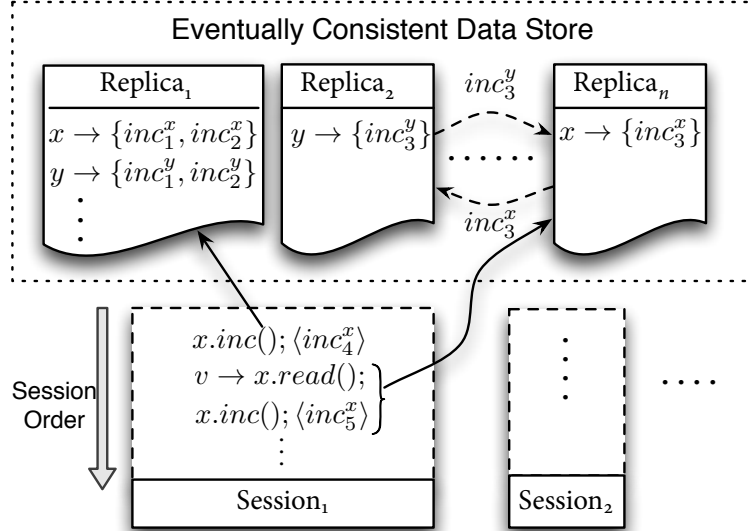 Eventually Consistent Data Store
Replica₁
x → {inc₁ˣ, inc₂ˣ}
y → {inc₁ʸ, inc₂ʸ}
⋮
Replica₂
y → {inc₃ʸ}
inc₃ʸ
......
inc₃ˣ
Replicaₙ
x → {inc₃ˣ}
Session
Order
x.inc(); ⟨inc₄ˣ⟩
v → x.read();
x.inc(); ⟨inc₅ˣ⟩
⋮
Session₁
⋮
Session₂
....